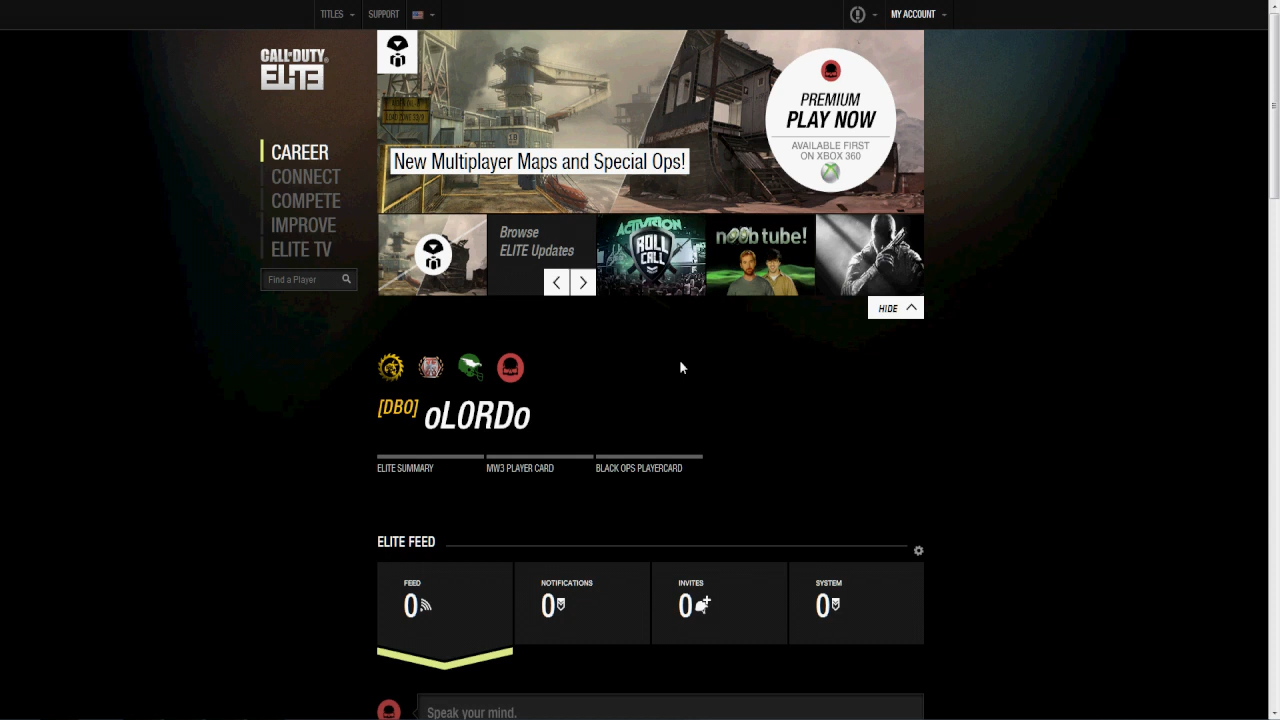 TITLES
SUPPORT
MY ACCOUNT
CALL OF DUTY
ELITE
CAREER
CONNECT
COMPETE
IMPROVE
ELITE TV
Find a Player
New Multiplayer Maps and Special Ops!
PREMIUM
PLAY NOW
AVAILABLE FIRST
ON XBOX 360
Browse
ELITE Updates
ACTIVISION
ROLL
CALL
noob tube!
HIDE
[DBO] oLORDo
ELITE SUMMARY
MW3 PLAYER CARD
BLACK OPS PLAYERCARD
ELITE FEED
FEED
0
NOTIFICATIONS
0
INVITES
0
SYSTEM
0
Speak your mind.